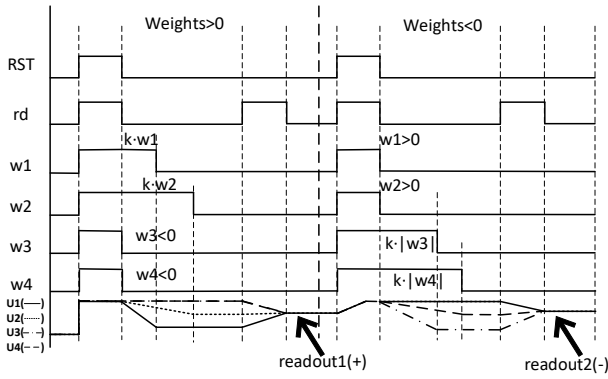 Weights>0
Weights<0
RST
rd
k·w1
w1>0
w1
k·w2
w2>0
w2
w3<0
k·|w3|
w3
w4<0
k·|w4|
w4
U1(—)
U2(·····)
U3(-·-·)
U4(– –)
readout1(+)
readout2(-)